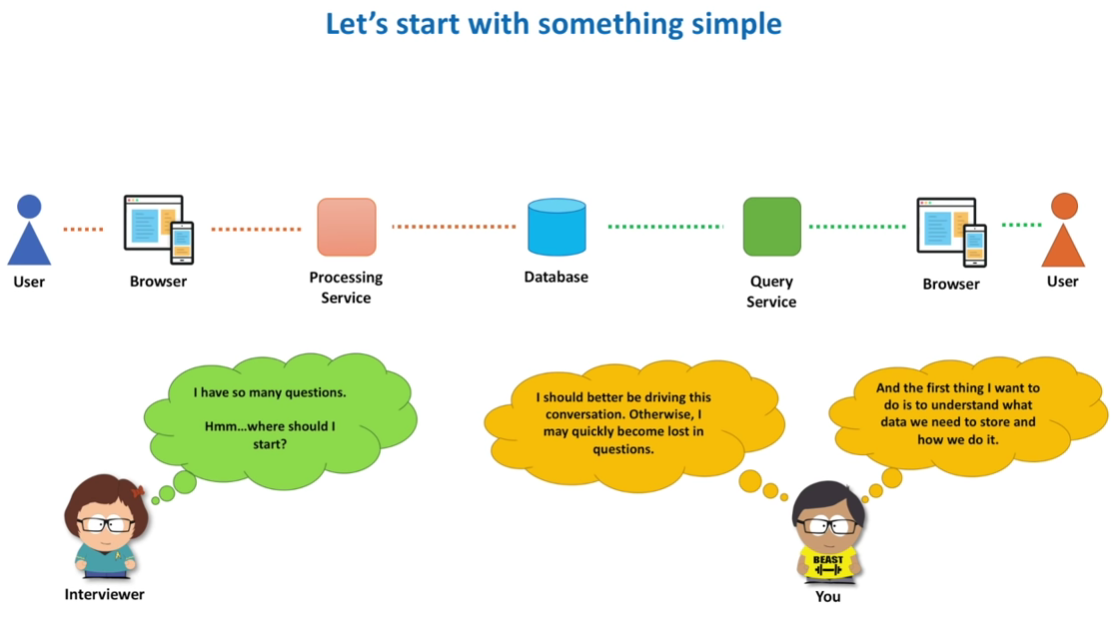 Let's start with something simple
User
Browser
Processing
Service
Database
Query
Service
Browser
User
I have so many questions.
Hmm...where should I
start?
I should better be driving this
conversation. Otherwise, I
may quickly become lost in
questions.
And the first thing I want to
do is to understand what
data we need to store and
how we do it.
BEAST
Interviewer
You